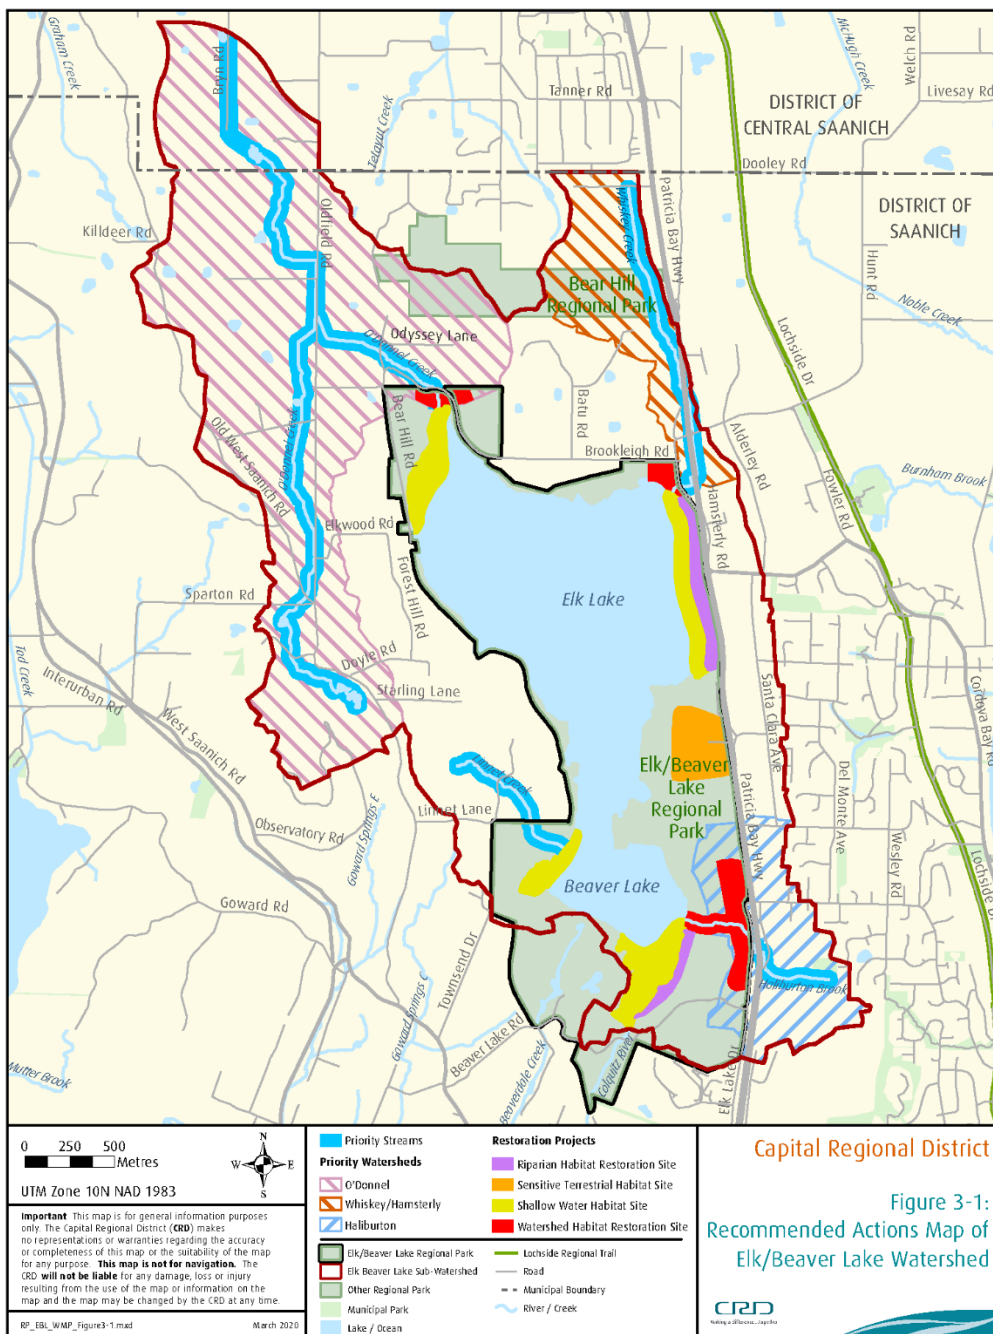 Graham Creek
Bryn Rd
Tetayut Creek
Tanner Rd
McHugh Creek
Welch Rd
Livesay Rd
DISTRICT OF
CENTRAL SAANICH
Dooley Rd
DISTRICT OF
SAANICH
Killdeer Rd
Oldfield Rd
Whiskey Creek
Patricia Bay Hwy
Hunt Rd
Noble Creek
Bear Hill
Regional Park
Odyssey Lane
O'Donnel Creek
Lochside Dr
Bear Hill Rd
Batu Rd
Brookleigh Rd
Alderley Rd
Old West Saanich Rd
O'Donnel Creek
Burnham Brook
Fowler Rd
Hamsterly Rd
Elkwood Rd
Forest Hill Rd
Elk Lake
Sparton Rd
Doyle Rd
Starling Lane
Tod Creek
Interurban Rd
West Saanich Rd
Santa Clara Ave
Cordova Bay Rd
Linnet Creek
Elk/Beaver
Lake
Regional
Park
Del Monte Ave
Patricia Bay Hwy
Linnet Lane
Observatory Rd
Goward Springs E
Wesley Rd
Lochside Dr
Beaver Lake
Goward Rd
Townsend Dr
Haliburton Brook
Goward Springs C
Beaver Lake Rd
Beaverdale Creek
Colquitz River
Elk Lake Dr
Mutter Brook
0 250 500
Metres
UTM Zone 10N NAD 1983
N
W E
S
Important This map is for general information purposes
only. The Capital Regional District (CRD) makes
no representations or warranties regarding the accuracy
or completeness of this map or the suitability of the map
for any purpose. This map is not for navigation. The
CRD will not be liable for any damage, loss or injury
resulting from the use of the map or information on the
map and the map may be changed by the CRD at any time.
RP_EBL_WMP_Figure3-1.mxd March 2020
Priority Streams
Priority Watersheds
O'Donnel
Whiskey/Hamsterly
Haliburton
Restoration Projects
Riparian Habitat Restoration Site
Sensitive Terrestrial Habitat Site
Shallow Water Habitat Site
Watershed Habitat Restoration Site
Elk/Beaver Lake Regional Park
Elk Beaver Lake Sub-Watershed
Other Regional Park
Municipal Park
Lake / Ocean
Lochside Regional Trail
Road
Municipal Boundary
River / Creek
Capital Regional District
Figure 3-1:
Recommended Actions Map of
Elk/Beaver Lake Watershed
CRD
Making a difference...together